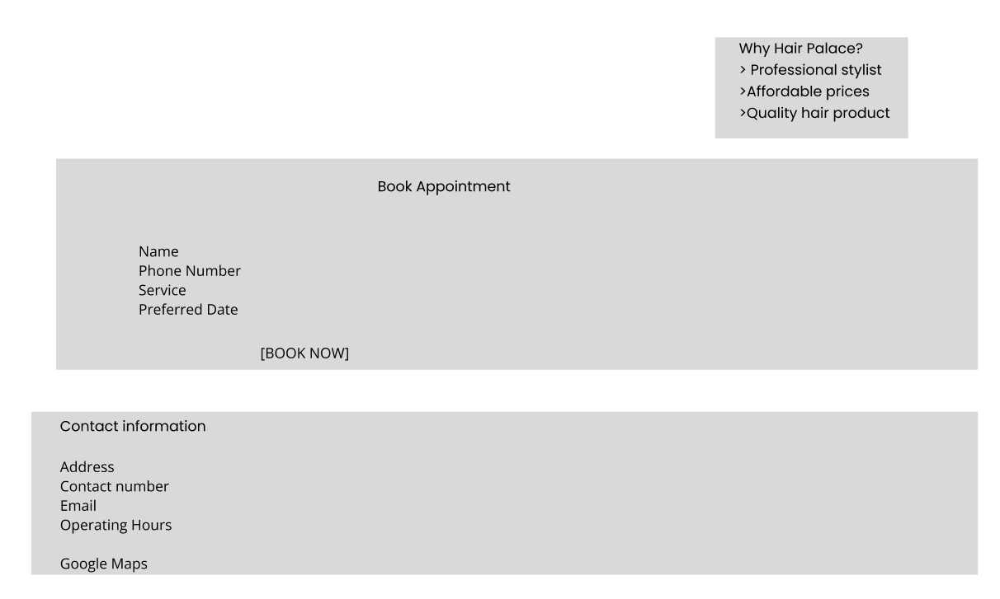 Why Hair Palace?
> Professional stylist
>Affordable prices
>Quality hair product
Book Appointment
Name
Phone Number
Service
Preferred Date
[BOOK NOW]
Contact information
Address
Contact number
Email
Operating Hours
Google Maps